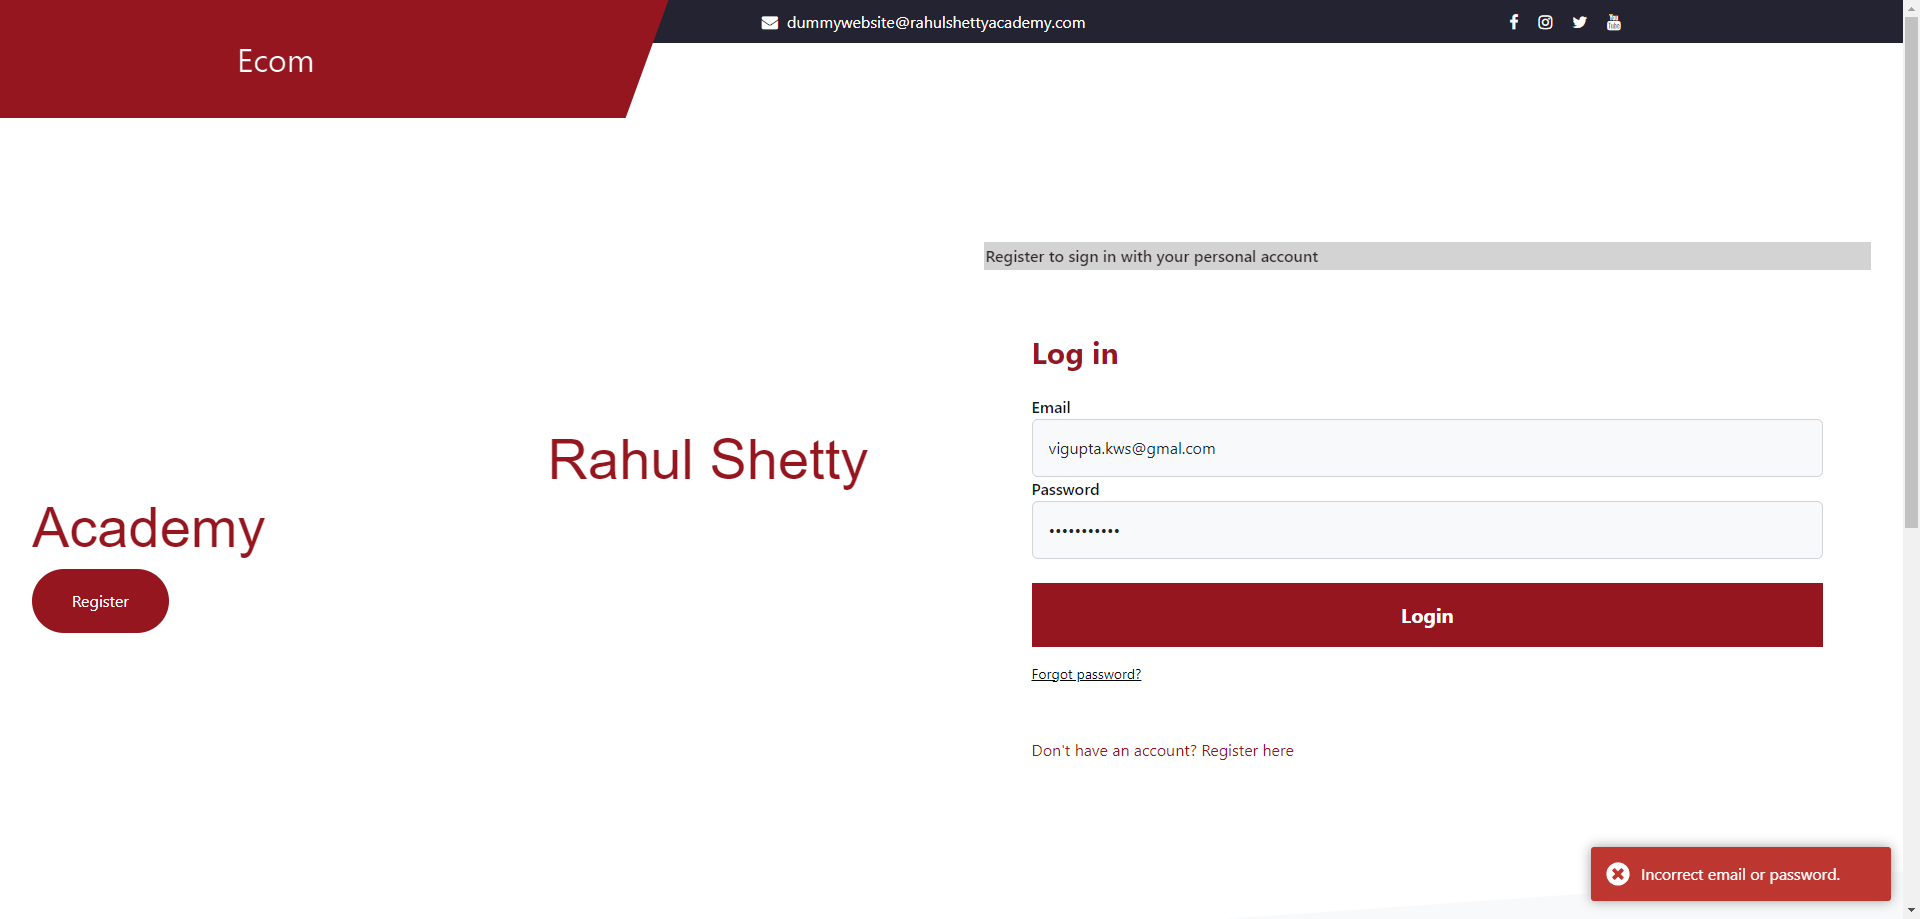 Ecom
dummywebsite@rahulshettyacademy.com
Register to sign in with your personal account
Log in
Email
vigupta.kws@gmal.com
Password
•••••••••••
Rahul Shetty
Academy
Register
Login
Forgot password?
Don't have an account? Register here
Incorrect email or password.